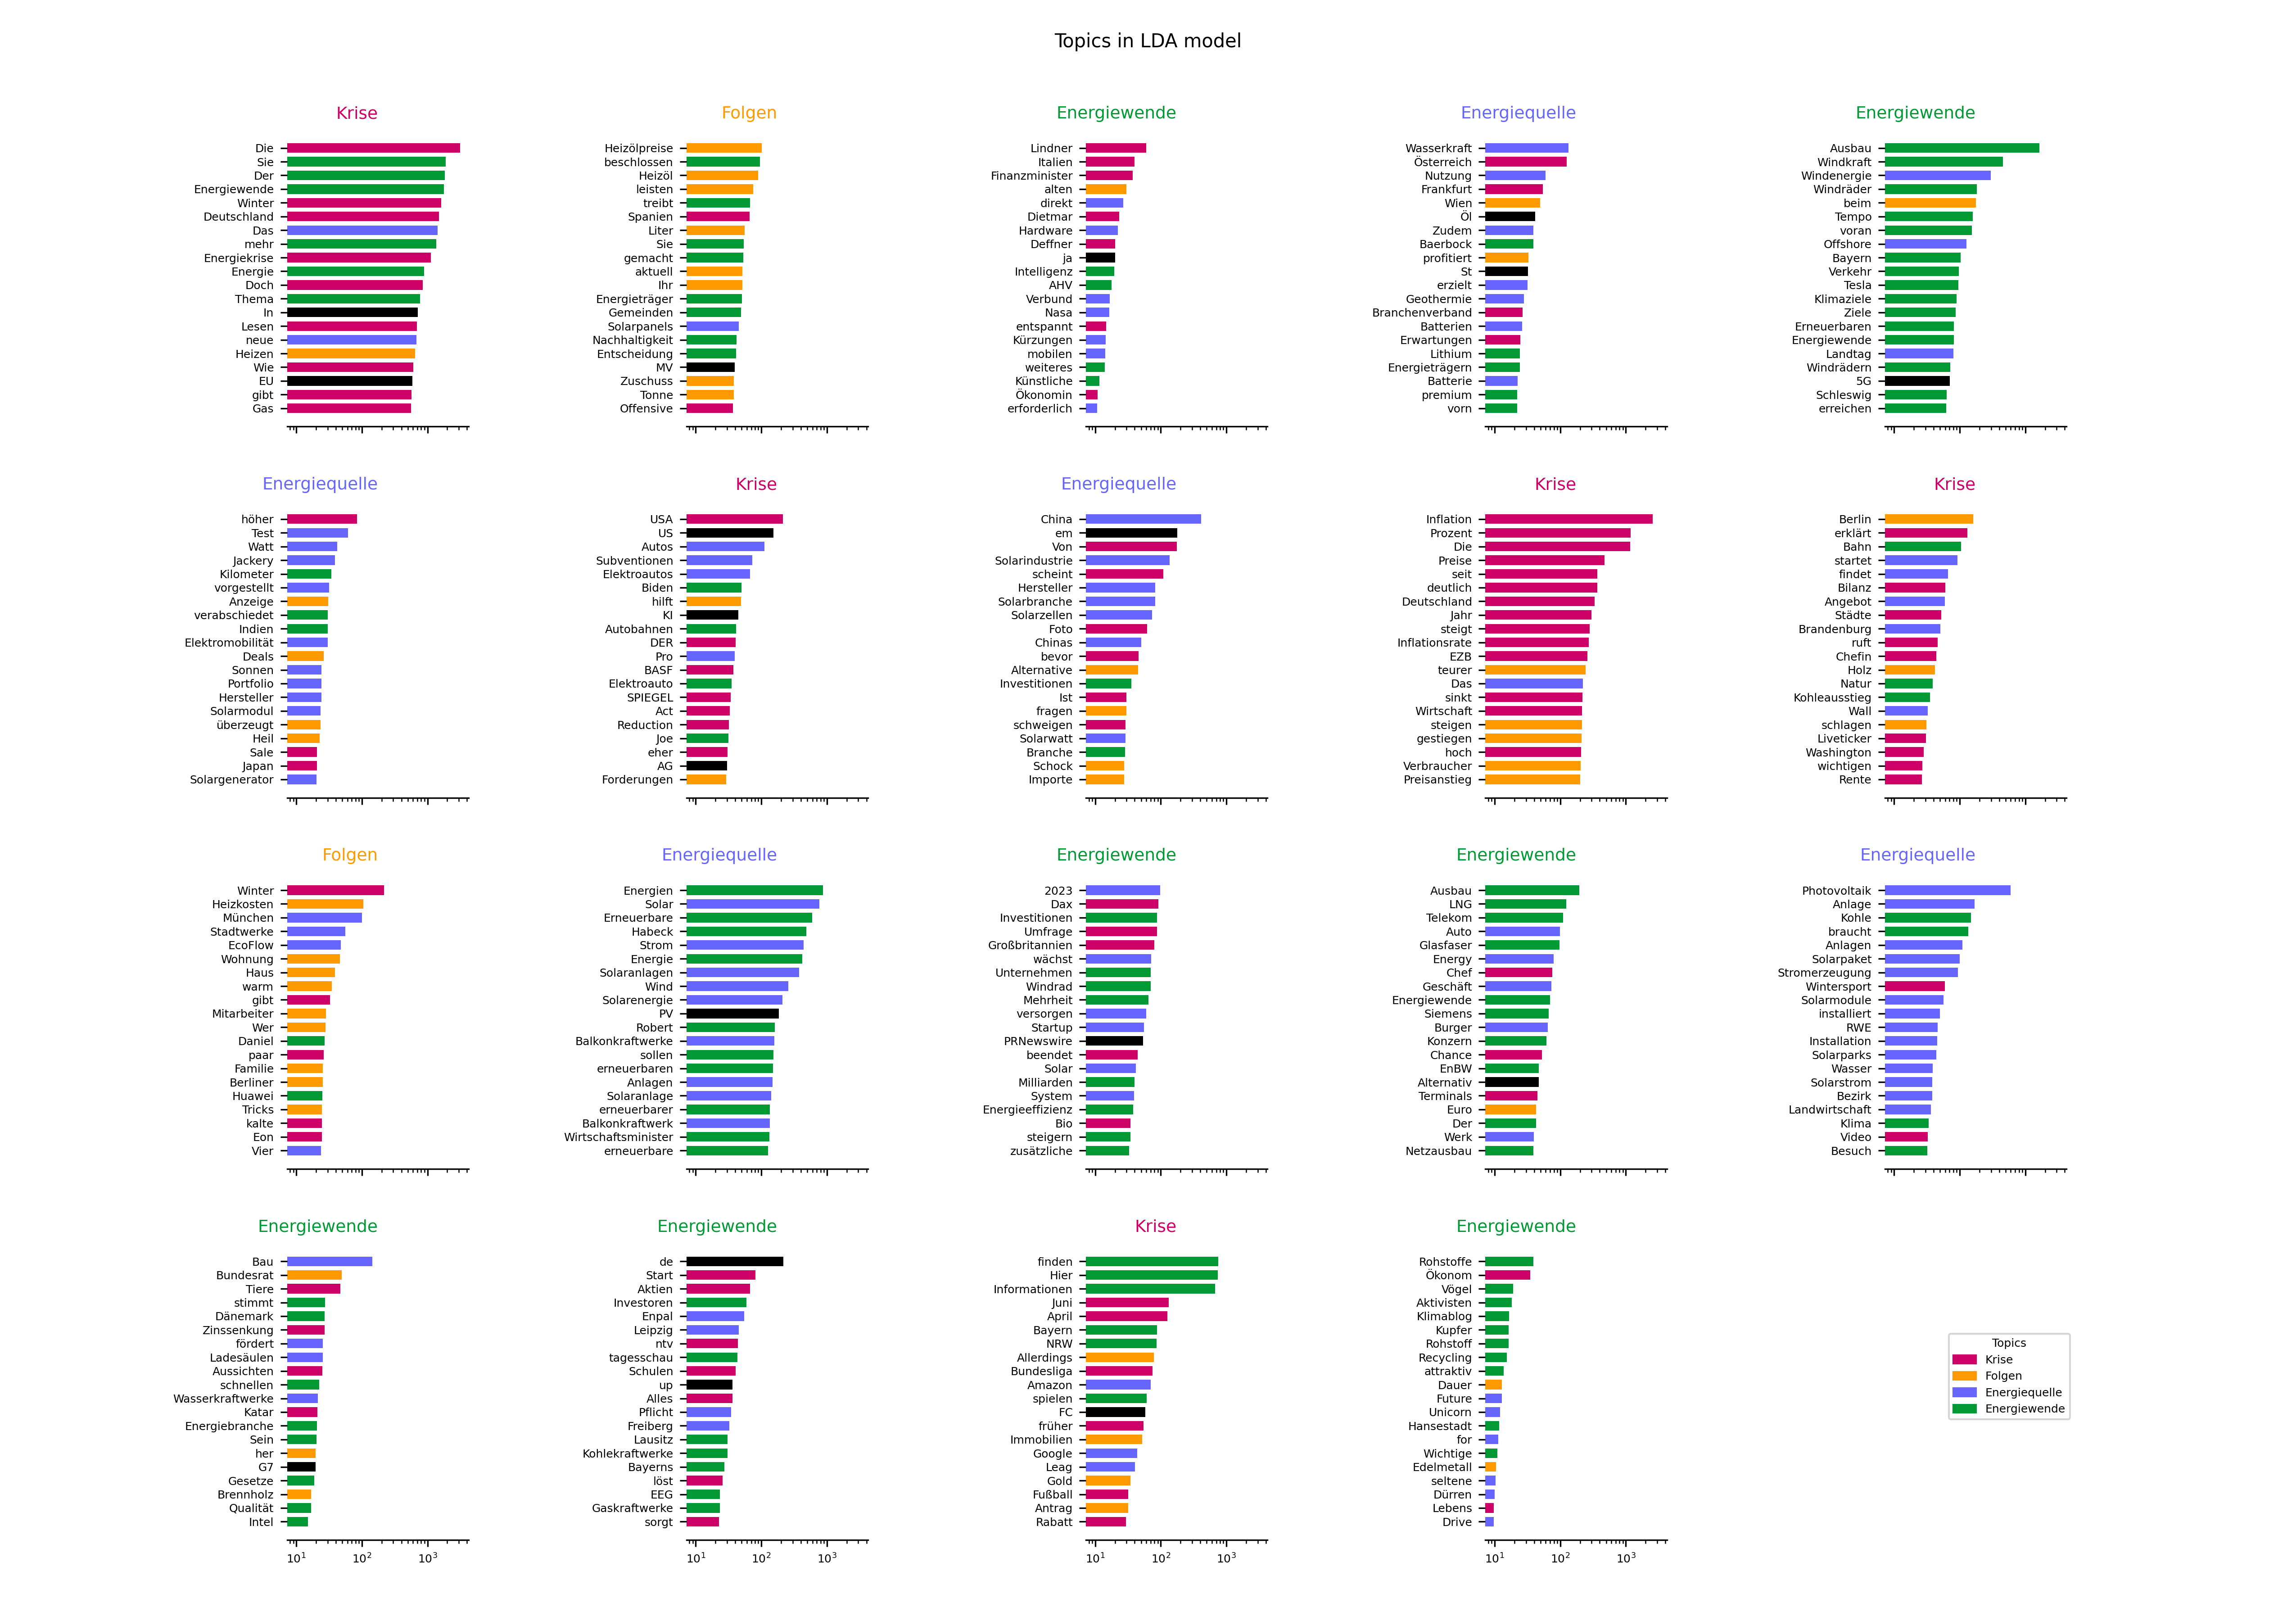 Topics in LDA model
Krise
Die
Sie
Der
Energiewende
Winter
Deutschland
Das
mehr
Energiekrise
Energie
Doch
Thema
In
Lesen
neue
Heizen
Wie
EU
gibt
Gas
Folgen
Heizölpreise
beschlossen
Heizöl
leisten
treibt
Spanien
Liter
Sie
gemacht
aktuell
Ihr
Energieträger
Gemeinden
Solarpanels
Nachhaltigkeit
Entscheidung
MV
Zuschuss
Tonne
Offensive
Energiewende
Lindner
Italien
Finanzminister
alten
direkt
Dietmar
Hardware
Deffner
ja
Intelligenz
AHV
Verbund
Nasa
entspannt
Kürzungen
mobilen
weiteres
Künstliche
Ökonomin
erforderlich
Energiequelle
Wasserkraft
Österreich
Nutzung
Frankfurt
Wien
Öl
Zudem
Baerbock
profitiert
St
erzielt
Geothermie
Branchenverband
Batterien
Erwartungen
Lithium
Energieträgern
Batterie
premium
vorn
Energiewende
Ausbau
Windkraft
Windenergie
Windräder
beim
Tempo
voran
Offshore
Bayern
Verkehr
Tesla
Klimaziele
Ziele
Erneuerbaren
Energiewende
Landtag
Windrädern
5G
Schleswig
erreichen
Energiequelle
höher
Test
Watt
Jackery
Kilometer
vorgestellt
Anzeige
verabschiedet
Indien
Elektromobilität
Deals
Sonnen
Portfolio
Hersteller
Solarmodul
überzeugt
Heil
Sale
Japan
Solargenerator
Krise
USA
US
Autos
Subventionen
Elektroautos
Biden
hilft
KI
Autobahnen
DER
Pro
BASF
Elektroauto
SPIEGEL
Act
Reduction
Joe
eher
AG
Forderungen
Energiequelle
China
em
Von
Solarindustrie
scheint
Hersteller
Solarbranche
Solarzellen
Foto
Chinas
bevor
Alternative
Investitionen
Ist
fragen
schweigen
Solarwatt
Branche
Schock
Importe
Krise
Inflation
Prozent
Die
Preise
seit
deutlich
Deutschland
Jahr
steigt
Inflationsrate
EZB
teurer
Das
sinkt
Wirtschaft
steigen
gestiegen
hoch
Verbraucher
Preisanstieg
Krise
Berlin
erklärt
Bahn
startet
findet
Bilanz
Angebot
Städte
Brandenburg
ruft
Chefin
Holz
Natur
Kohleausstieg
Wall
schlagen
Liveticker
Washington
wichtigen
Rente
Folgen
Winter
Heizkosten
München
Stadtwerke
EcoFlow
Wohnung
Haus
warm
gibt
Mitarbeiter
Wer
Daniel
paar
Familie
Berliner
Huawei
Tricks
kalte
Eon
Vier
Energiequelle
Energien
Solar
Erneuerbare
Habeck
Strom
Energie
Solaranlagen
Wind
Solarenergie
PV
Robert
Balkonkraftwerke
sollen
erneuerbaren
Anlagen
Solaranlage
erneuerbarer
Balkonkraftwerk
Wirtschaftsminister
erneuerbare
Energiewende
2023
Dax
Investitionen
Umfrage
Großbritannien
wächst
Unternehmen
Windrad
Mehrheit
versorgen
Startup
PRNewswire
beendet
Solar
Milliarden
System
Energieeffizienz
Bio
steigern
zusätzliche
Energiewende
Ausbau
LNG
Telekom
Auto
Glasfaser
Energy
Chef
Geschäft
Energiewende
Siemens
Burger
Konzern
Chance
EnBW
Alternativ
Terminals
Euro
Der
Werk
Netzausbau
Energiequelle
Photovoltaik
Anlage
Kohle
braucht
Anlagen
Solarpaket
Stromerzeugung
Wintersport
Solarmodule
installiert
RWE
Installation
Solarparks
Wasser
Solarstrom
Bezirk
Landwirtschaft
Klima
Video
Besuch
Energiewende
Bau
Bundesrat
Tiere
stimmt
Dänemark
Zinssenkung
fördert
Ladesäulen
Aussichten
schnellen
Wasserkraftwerke
Katar
Energiebranche
Sein
her
G7
Gesetze
Brennholz
Qualität
Intel
10¹ 10² 10³
Energiewende
de
Start
Aktien
Investoren
Enpal
Leipzig
ntv
tagesschau
Schulen
up
Alles
Pflicht
Freiberg
Lausitz
Kohlekraftwerke
Bayerns
löst
EEG
Gaskraftwerke
sorgt
10¹ 10² 10³
Krise
finden
Hier
Informationen
Juni
April
Bayern
NRW
Allerdings
Bundesliga
Amazon
spielen
FC
früher
Immobilien
Google
Leag
Gold
Fußball
Antrag
Rabatt
10¹ 10² 10³
Energiewende
Rohstoffe
Ökonom
Vögel
Aktivisten
Klimablog
Kupfer
Rohstoff
Recycling
attraktiv
Dauer
Future
Unicorn
Hansestadt
for
Wichtige
Edelmetall
seltene
Dürren
Lebens
Drive
10¹ 10² 10³
Topics
Krise
Folgen
Energiequelle
Energiewende